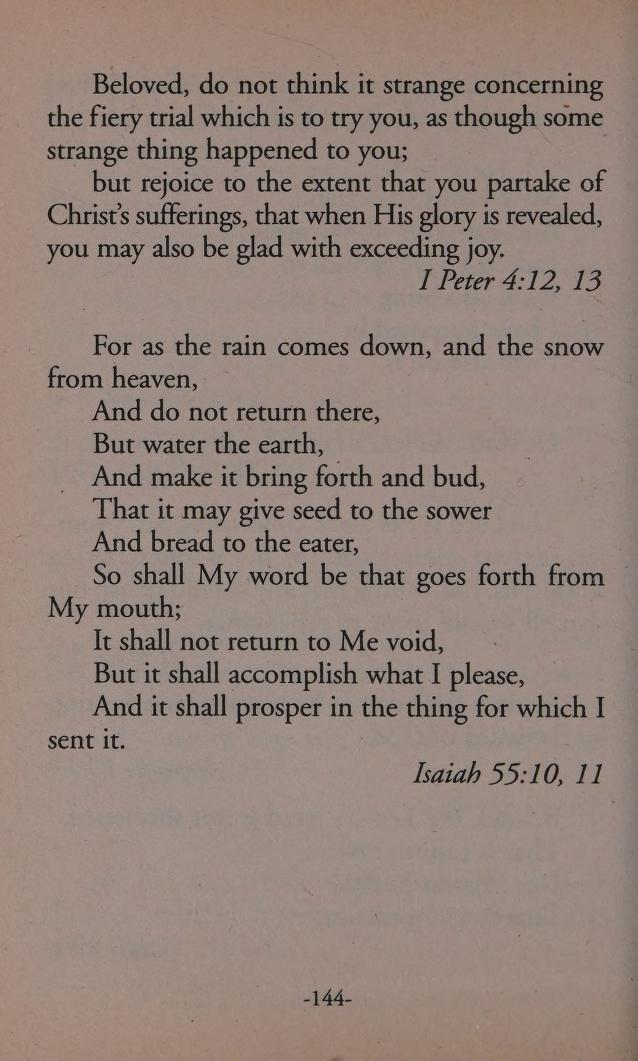 Beloved, do not think it strange concerning
the fiery trial which is to try you, as though some
strange thing happened to you;
but rejoice to the extent that you partake of
Christ's sufferings, that when His glory is revealed,
you may also be glad with exceeding joy.
I Peter 4:12, 13
For as the rain comes down, and the snow
from heaven,
And do not return there,
But water the earth,
And make it bring forth and bud,
That it may give seed to the sower
And bread to the eater,
So shall My word be that goes forth from
My mouth;
It shall not return to Me void,
But it shall accomplish what I please,
And it shall prosper in the thing for which I
sent it.
Isaiah 55:10, 11
-144-